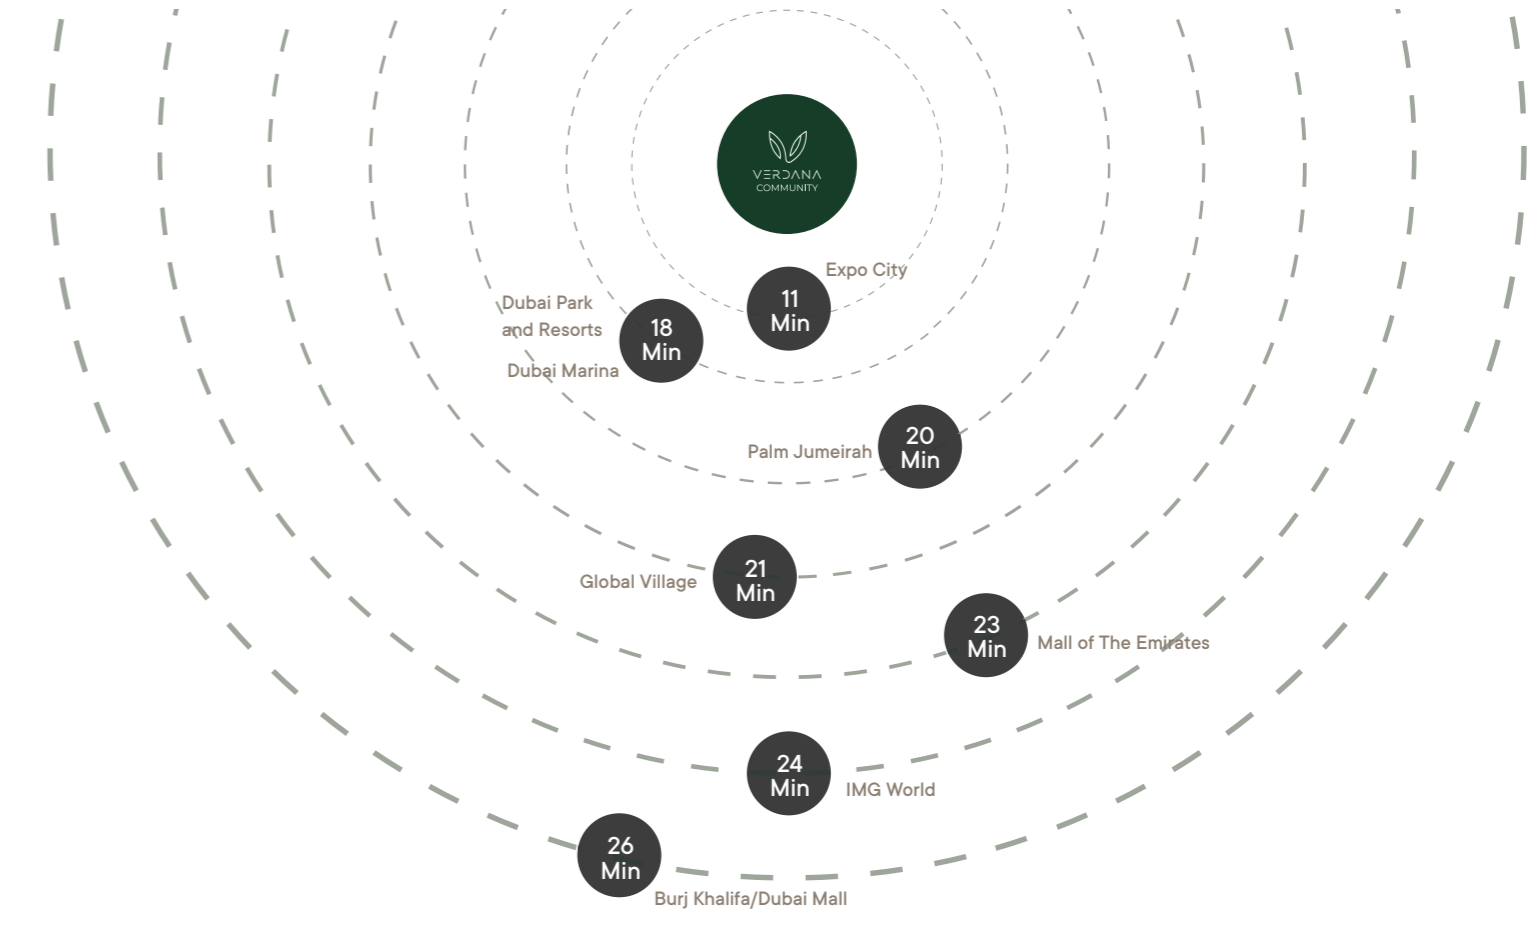 VERDANA
COMMUNITY
Expo City
11
Min
Dubai Park
and Resorts
18
Min
Dubai Marina
20
Min
Palm Jumeirah
21
Min
Global Village
23
Min
Mall of The Emirates
24
Min
IMG World
26
Min
Burj Khalifa/Dubai Mall